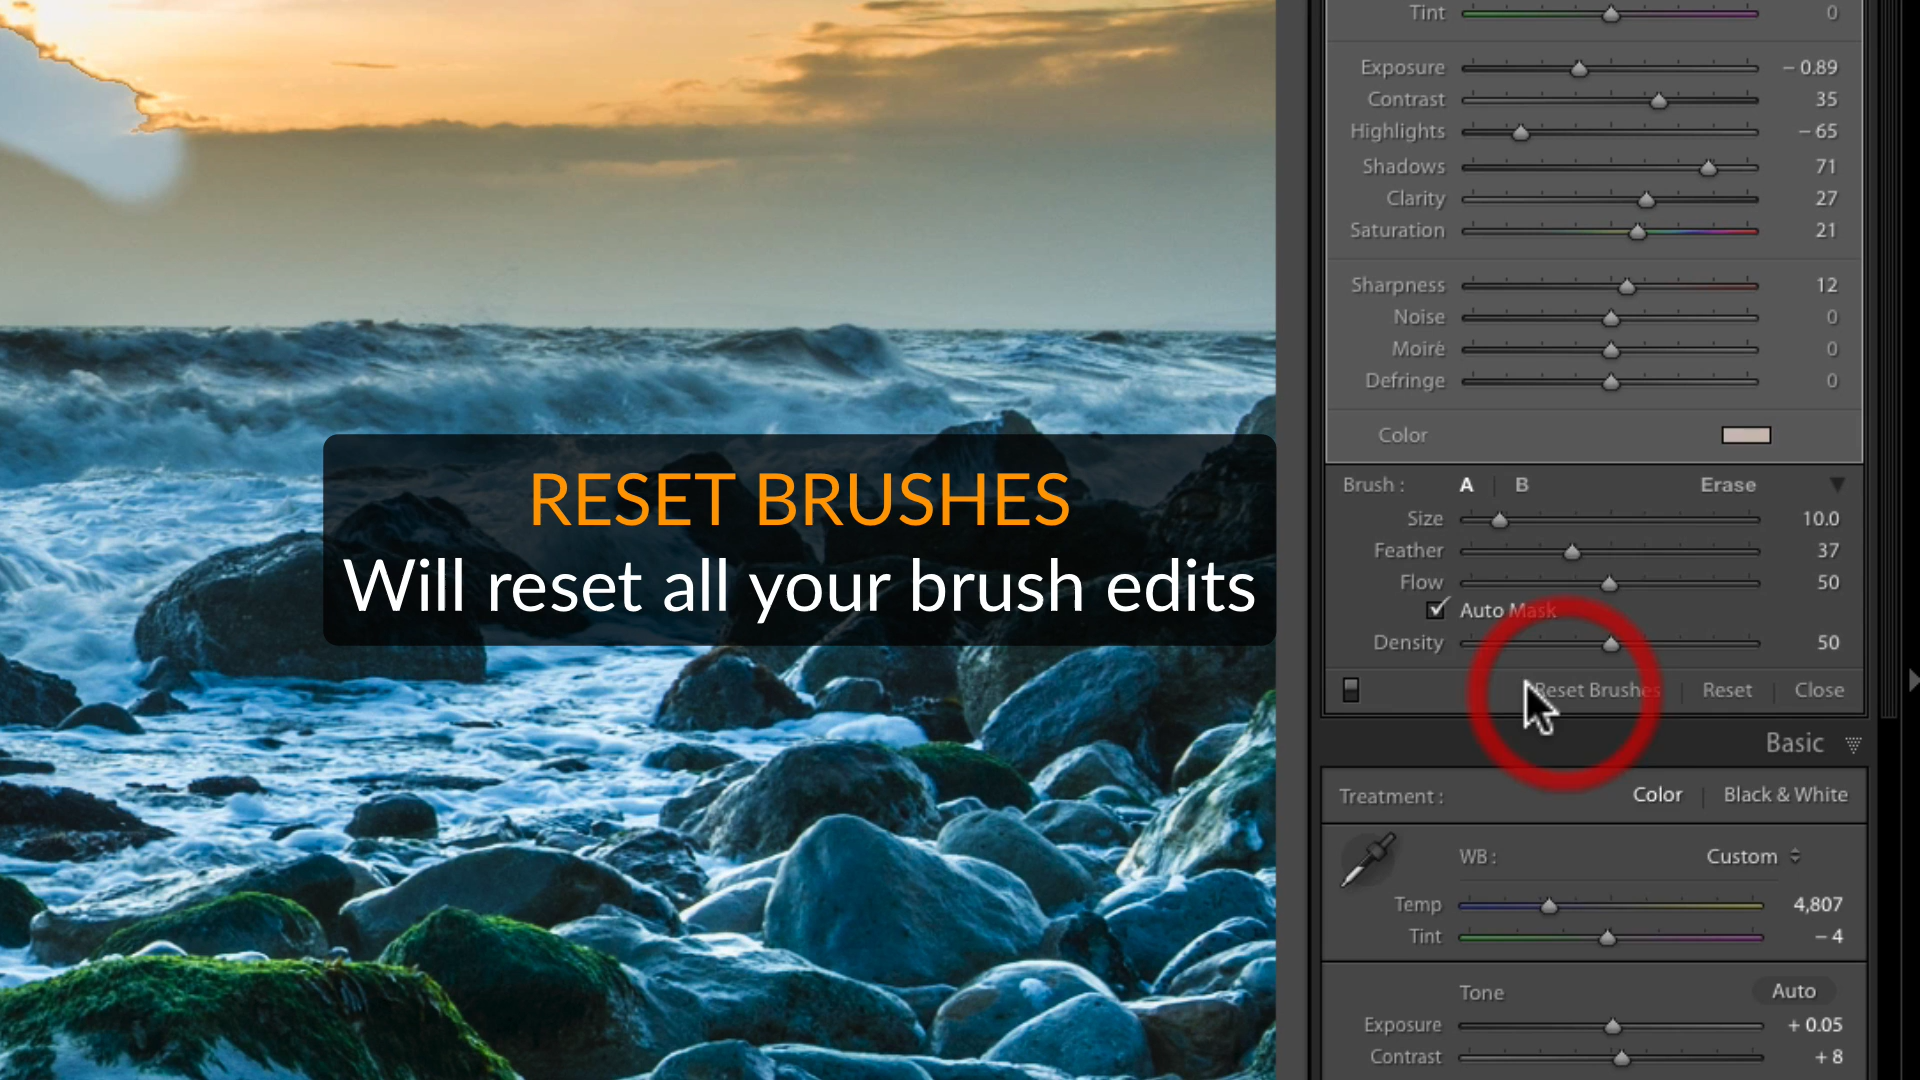 Tint 0
Exposure – 0.89
Contrast 35
Highlights – 65
Shadows 71
Clarity 27
Saturation 21
Sharpness 12
Noise 0
Moiré 0
Defringe 0
Color
RESET BRUSHES
Will reset all your brush edits
Brush : A B Erase
Size 10.0
Feather 37
Flow 50
Auto Mask
Density 50
Reset Brushes Reset Close
Basic
Treatment : Color Black & White
WB : Custom
Temp 4,807
Tint – 4
Tone Auto
Exposure + 0.05
Contrast + 8